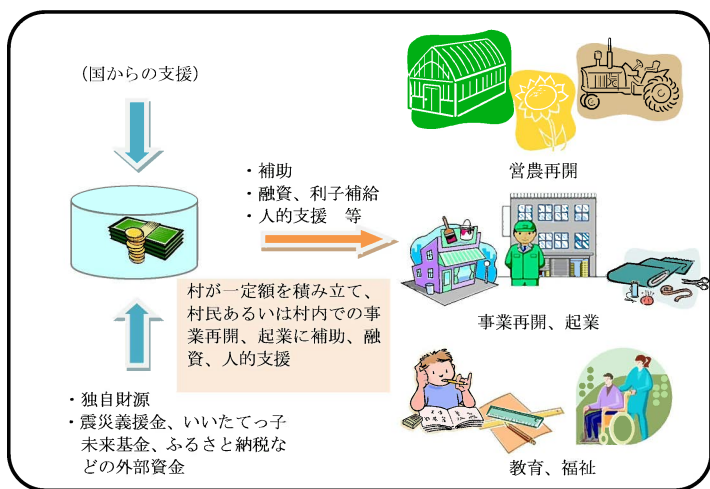 （国からの支援）
・補助
・融資、利子補給
・人的支援　等
村が一定額を積み立て、
村民あるいは村内での事
業再開、起業に補助、融
資、人的支援
・独自財源
・震災義援金、いいたてっ子
未来基金、ふるさと納税な
どの外部資金
営農再開
事業再開、起業
教育、福祉